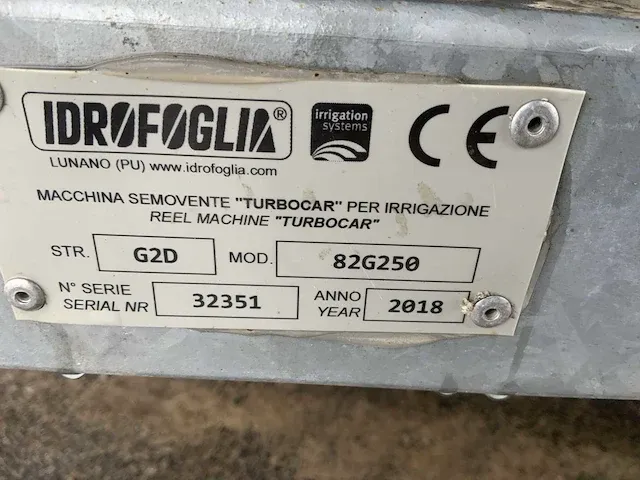 IDROFOGLIA®
irrigation
systems
CE
LUNANO (PU) www.idrofoglia.com
MACCHINA SEMOVENTE "TURBOCAR" PER IRRIGAZIONE
REEL MACHINE "TURBOCAR"
STR. G2D MOD. 82G250
N° SERIE
SERIAL NR 32351 ANNO
YEAR 2018